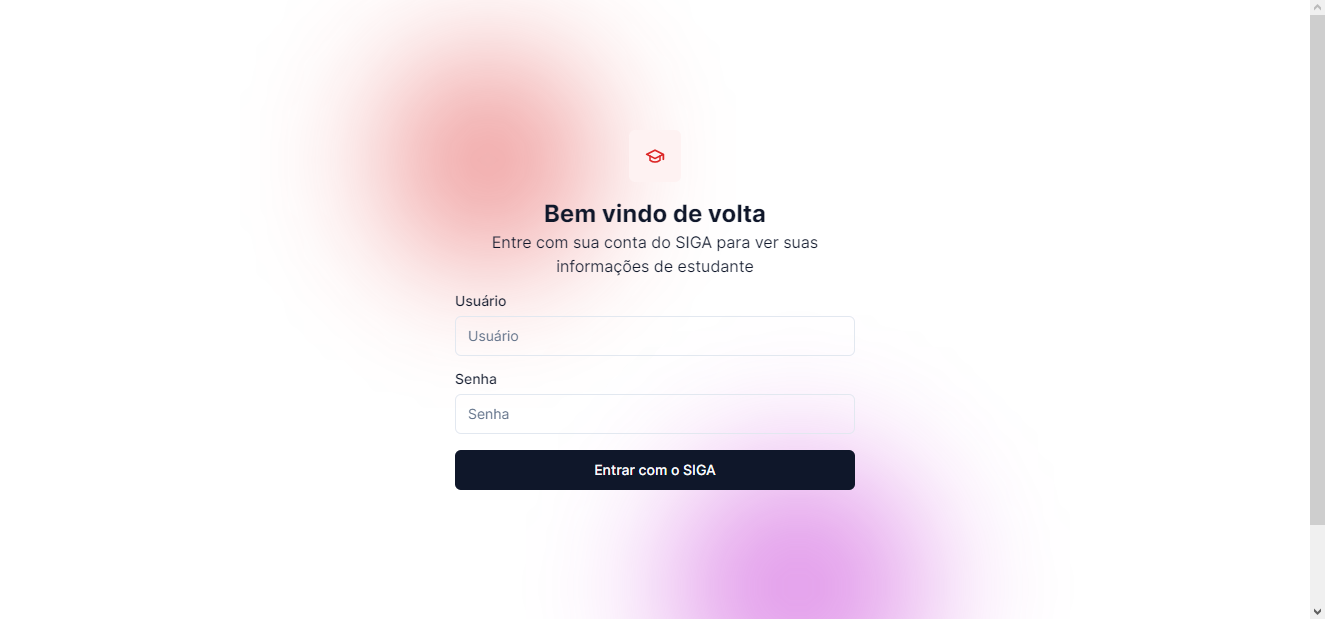 Bem vindo de volta
Entre com sua conta do SIGA para ver suas
informações de estudante
Usuário
Usuário
Senha
Senha
Entrar com o SIGA